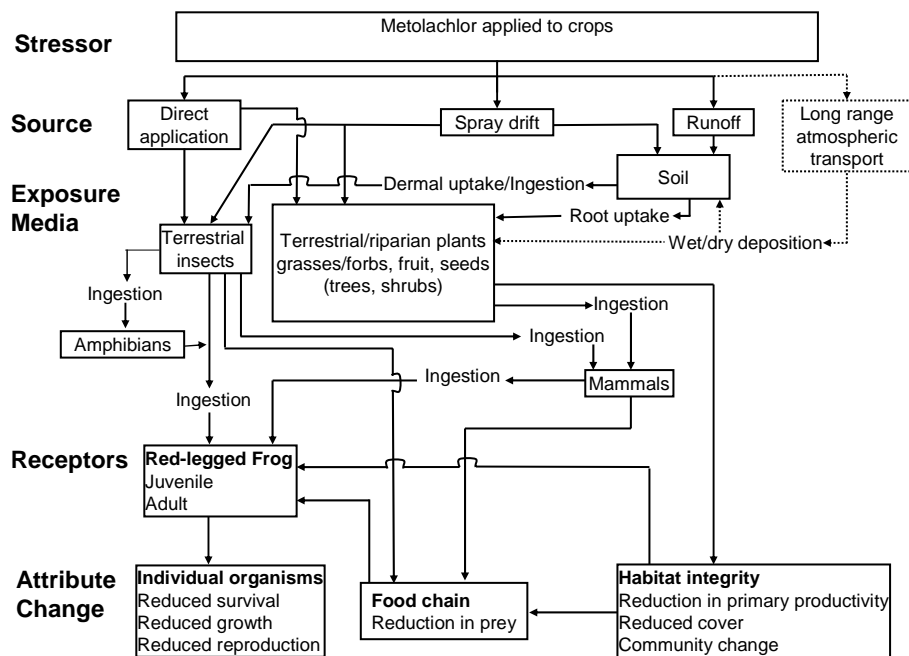 Stressor
Metolachlor applied to crops
Source
Direct
application
Spray drift
Runoff
Long range
atmospheric
transport
Exposure
Media
Dermal uptake/Ingestion
Soil
Root uptake
Wet/dry deposition
Terrestrial
insects
Terrestrial/riparian plants
grasses/forbs, fruit, seeds
(trees, shrubs)
Ingestion
Ingestion
Ingestion
Amphibians
Ingestion
Mammals
Ingestion
Receptors
Red-legged Frog
Juvenile
Adult
Attribute
Change
Individual organisms
Reduced survival
Reduced growth
Reduced reproduction
Food chain
Reduction in prey
Habitat integrity
Reduction in primary productivity
Reduced cover
Community change